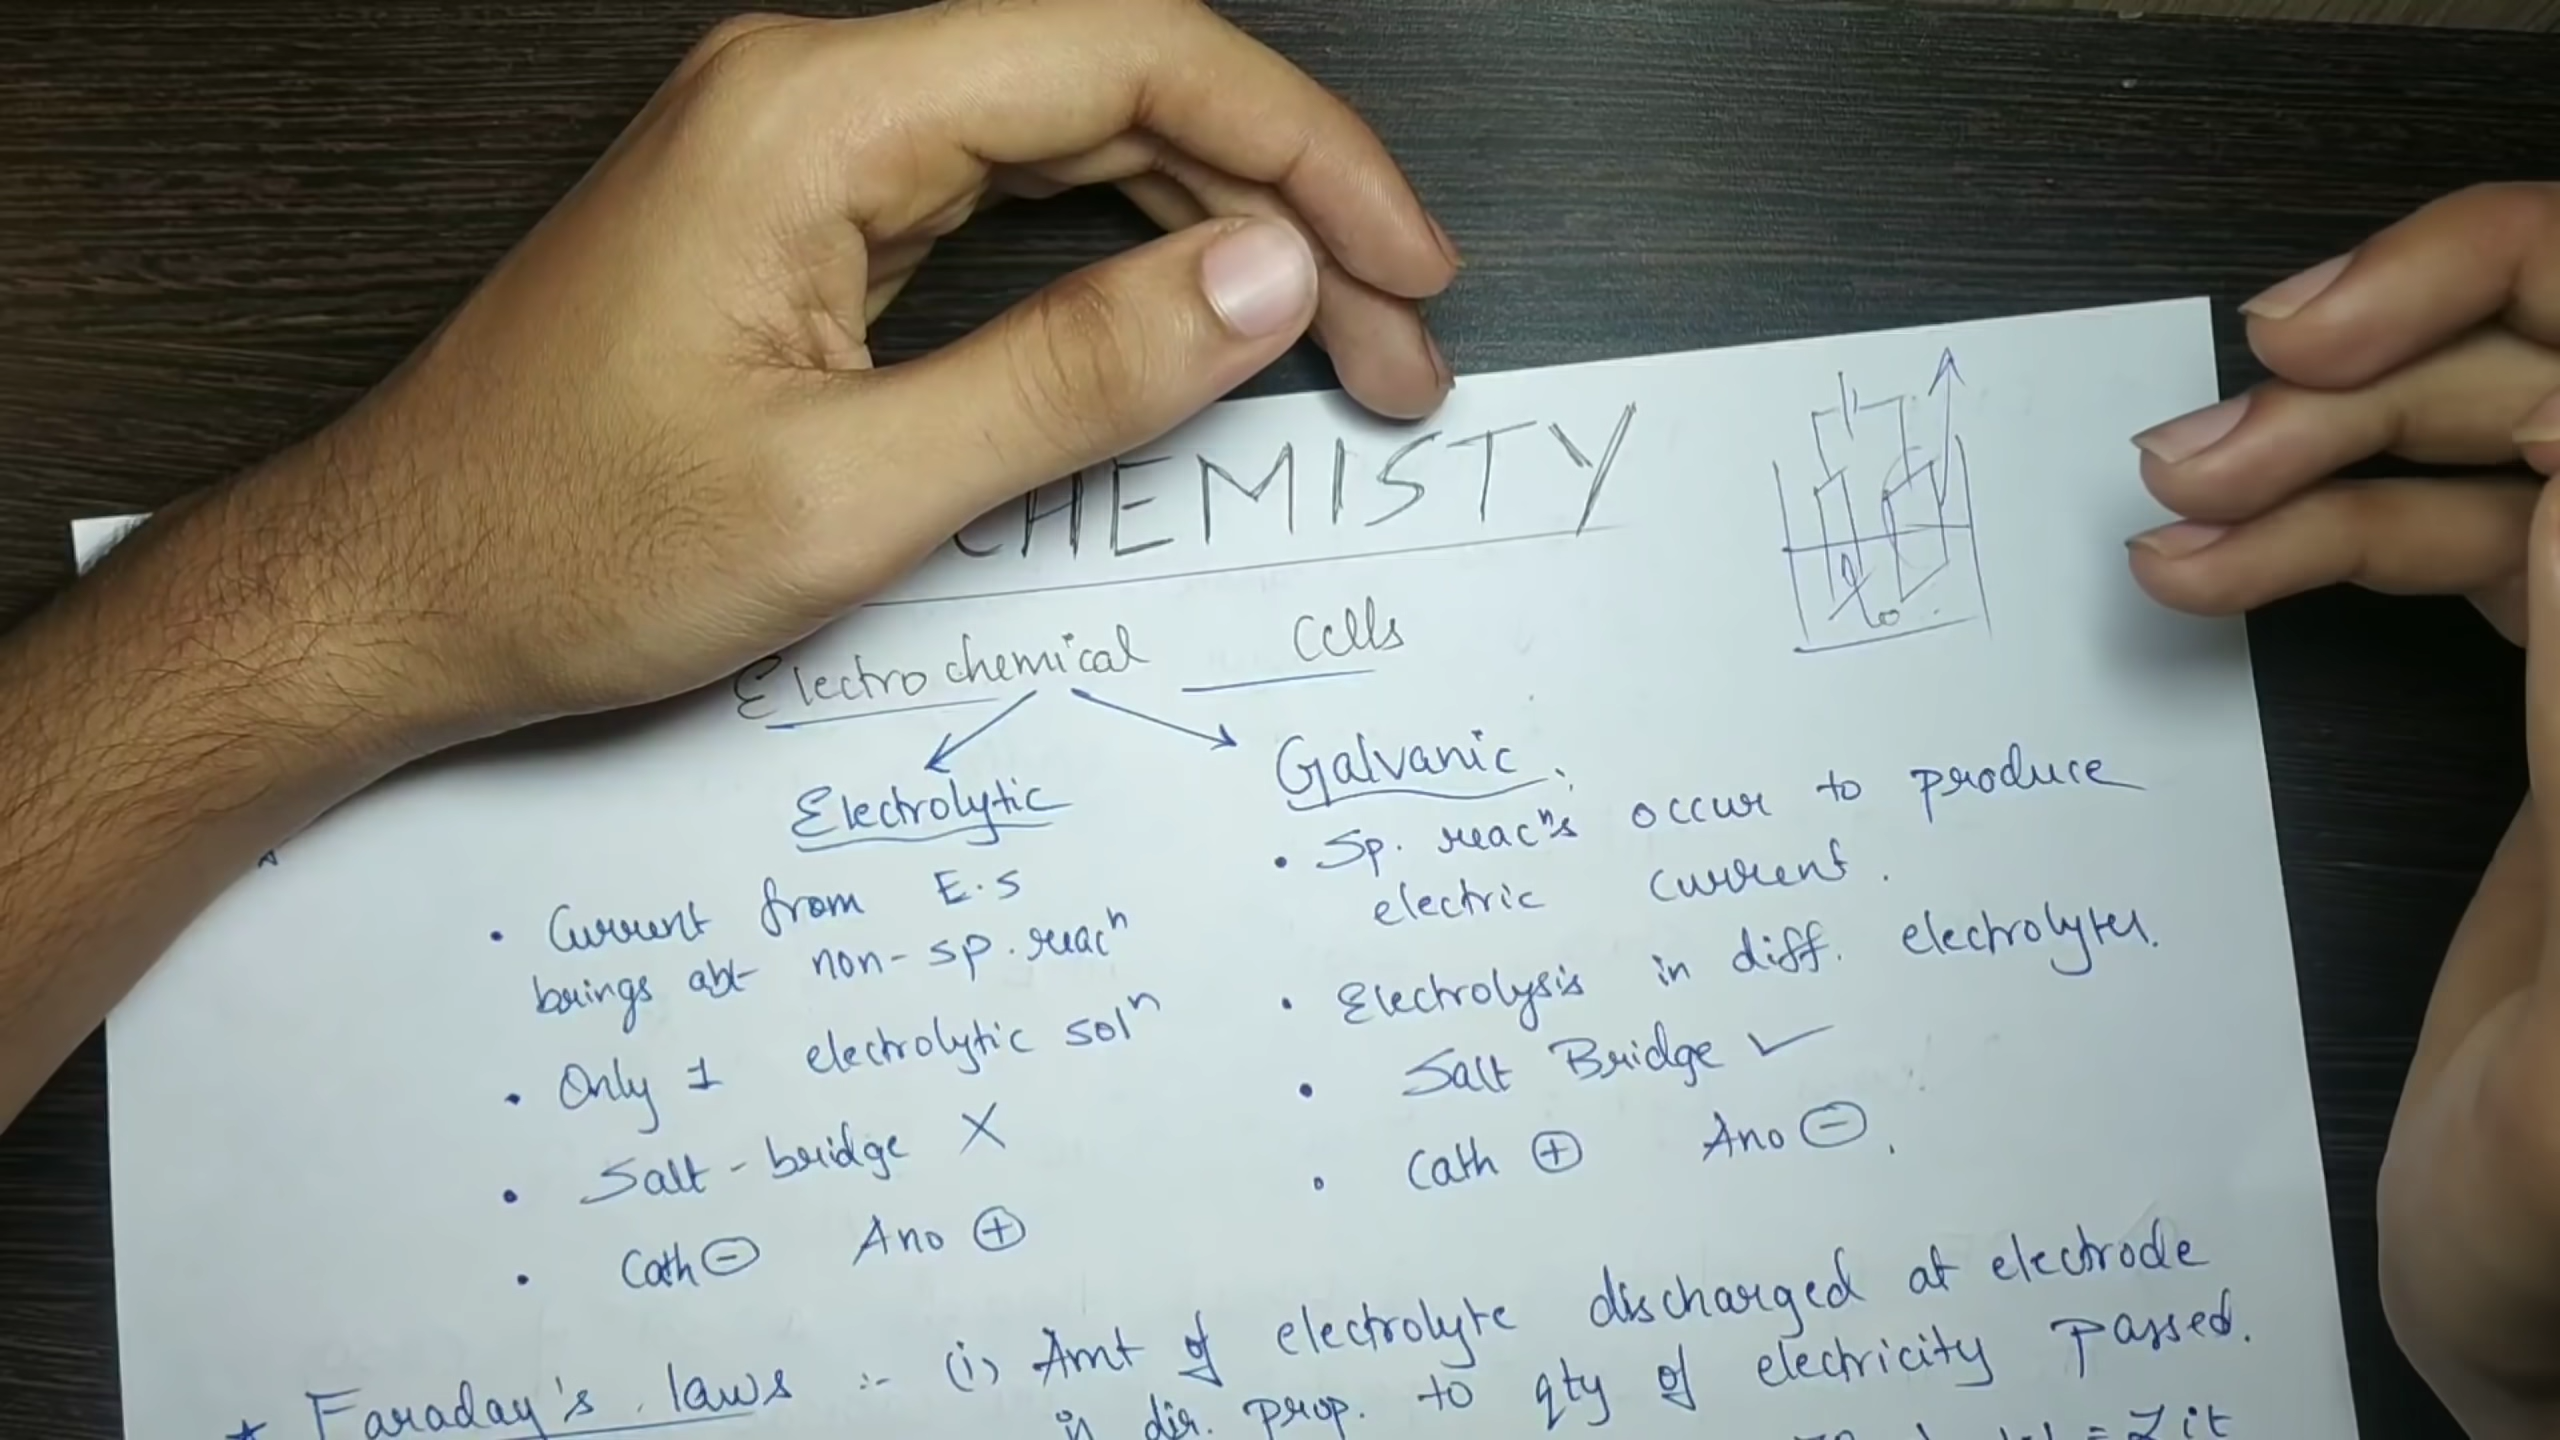 CHEMISTY
Electrochemical Cells
Electrolytic
• Current from E.S
brings abt non-sp. reacⁿ
• Only 1 electrolytic solⁿ
• Salt-bridge X
• Cath ⊖ Ano ⊕
Galvanic
• Sp. reacⁿs occur to produce
electric current.
• Electrolysis in diff. electrolytes.
• Salt Bridge ✓
• Cath ⊕ Ano ⊖.
★ Faraday's laws :- (i) Amt of electrolyte discharged at electrode
in dir. prop. to qty of electricity passed.
= Zit